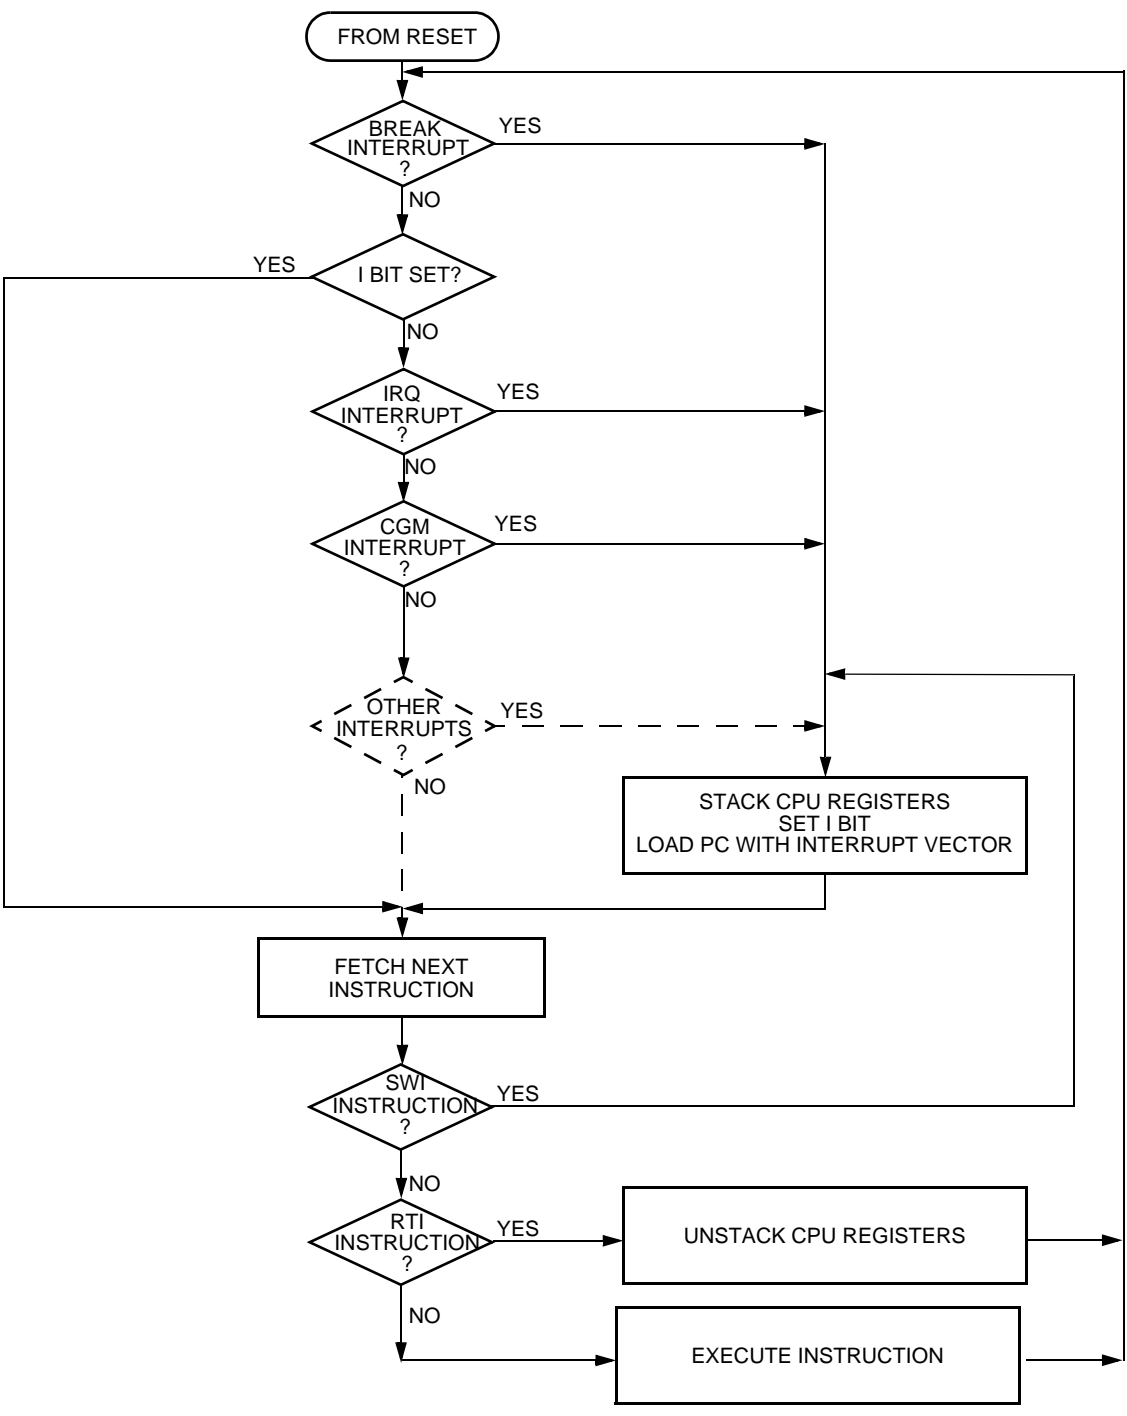 FROM RESET
BREAK
INTERRUPT
?
YES
NO
I BIT SET?
YES
NO
IRQ
INTERRUPT
?
YES
NO
CGM
INTERRUPT
?
YES
NO
OTHER
INTERRUPTS
?
YES
NO
STACK CPU REGISTERS
SET I BIT
LOAD PC WITH INTERRUPT VECTOR
FETCH NEXT
INSTRUCTION
SWI
INSTRUCTION
?
YES
NO
RTI
INSTRUCTION
?
YES
UNSTACK CPU REGISTERS
NO
EXECUTE INSTRUCTION